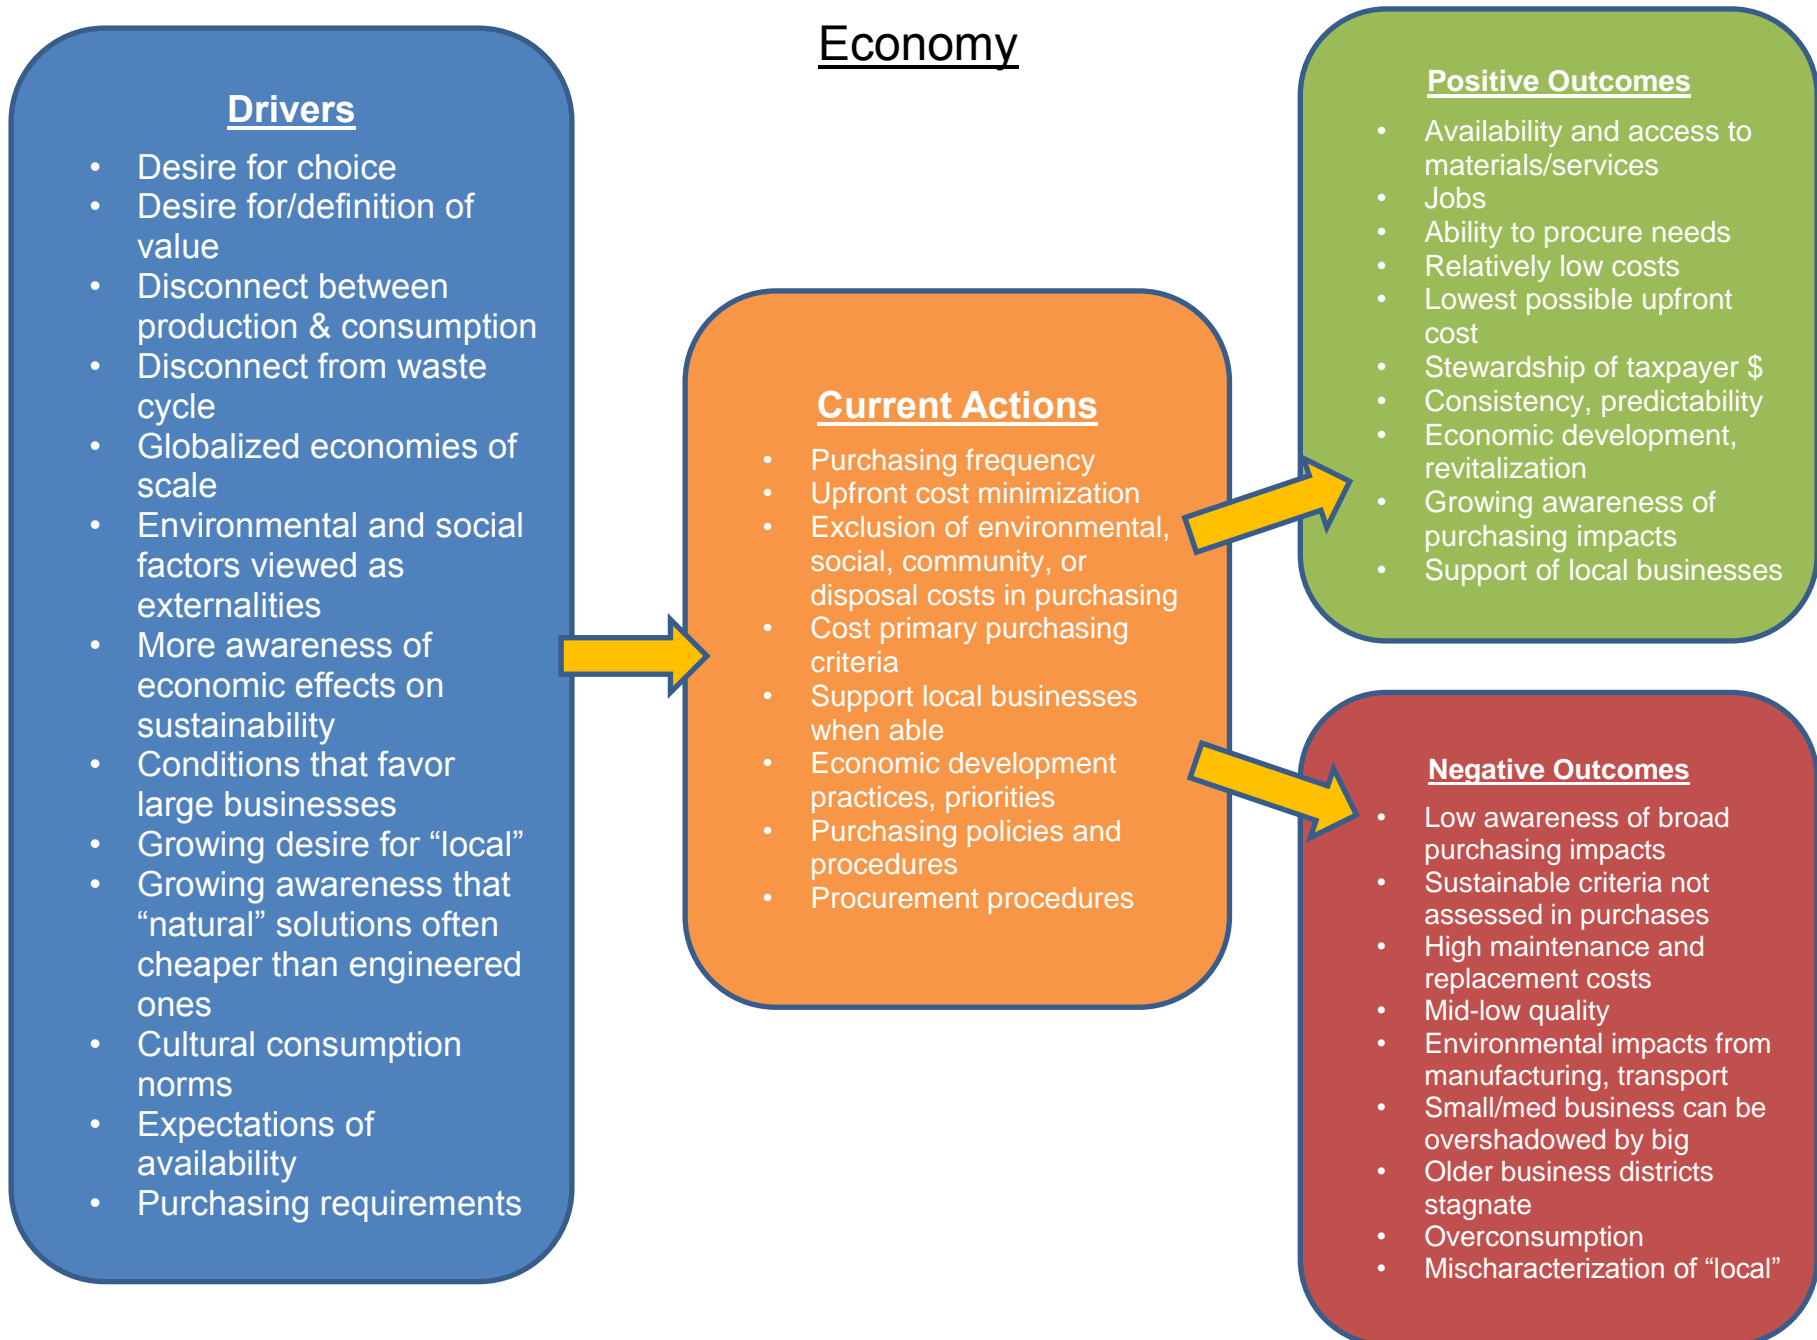 Economy
Drivers
• Desire for choice
• Desire for/definition of
value
• Disconnect between
production & consumption
• Disconnect from waste
cycle
• Globalized economies of
scale
• Environmental and social
factors viewed as
externalities
• More awareness of
economic effects on
sustainability
• Conditions that favor
large businesses
• Growing desire for “local”
• Growing awareness that
“natural” solutions often
cheaper than engineered
ones
• Cultural consumption
norms
• Expectations of
availability
• Purchasing requirements
Current Actions
• Purchasing frequency
• Upfront cost minimization
• Exclusion of environmental,
social, community, or
disposal costs in purchasing
• Cost primary purchasing
criteria
• Support local businesses
when able
• Economic development
practices, priorities
• Purchasing policies and
procedures
• Procurement procedures
Positive Outcomes
• Availability and access to
materials/services
• Jobs
• Ability to procure needs
• Relatively low costs
• Lowest possible upfront
cost
• Stewardship of taxpayer $
• Consistency, predictability
• Economic development,
revitalization
• Growing awareness of
purchasing impacts
• Support of local businesses
Negative Outcomes
• Low awareness of broad
purchasing impacts
• Sustainable criteria not
assessed in purchases
• High maintenance and
replacement costs
• Mid-low quality
• Environmental impacts from
manufacturing, transport
• Small/med business can be
overshadowed by big
• Older business districts
stagnate
• Overconsumption
• Mischaracterization of “local”